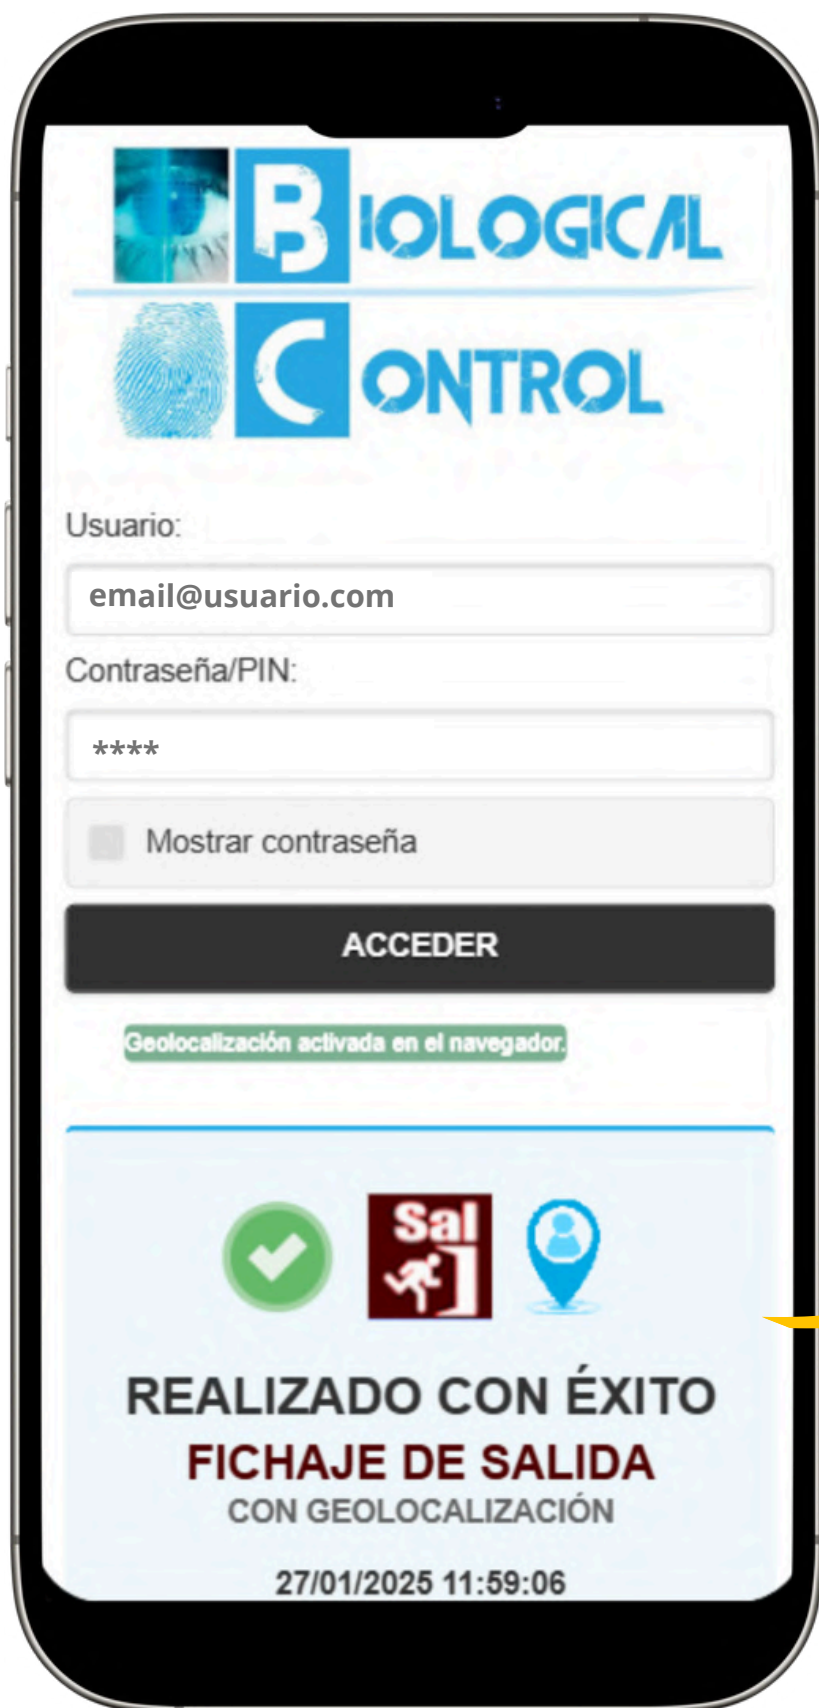 BIOLOGICAL
CONTROL
Usuario:
email@usuario.com
Contraseña/PIN:
****
Mostrar contraseña
ACCEDER
Geolocalización activada en el navegador.
Sal
REALIZADO CON ÉXITO
FICHAJE DE SALIDA
CON GEOLOCALIZACIÓN
27/01/2025 11:59:06